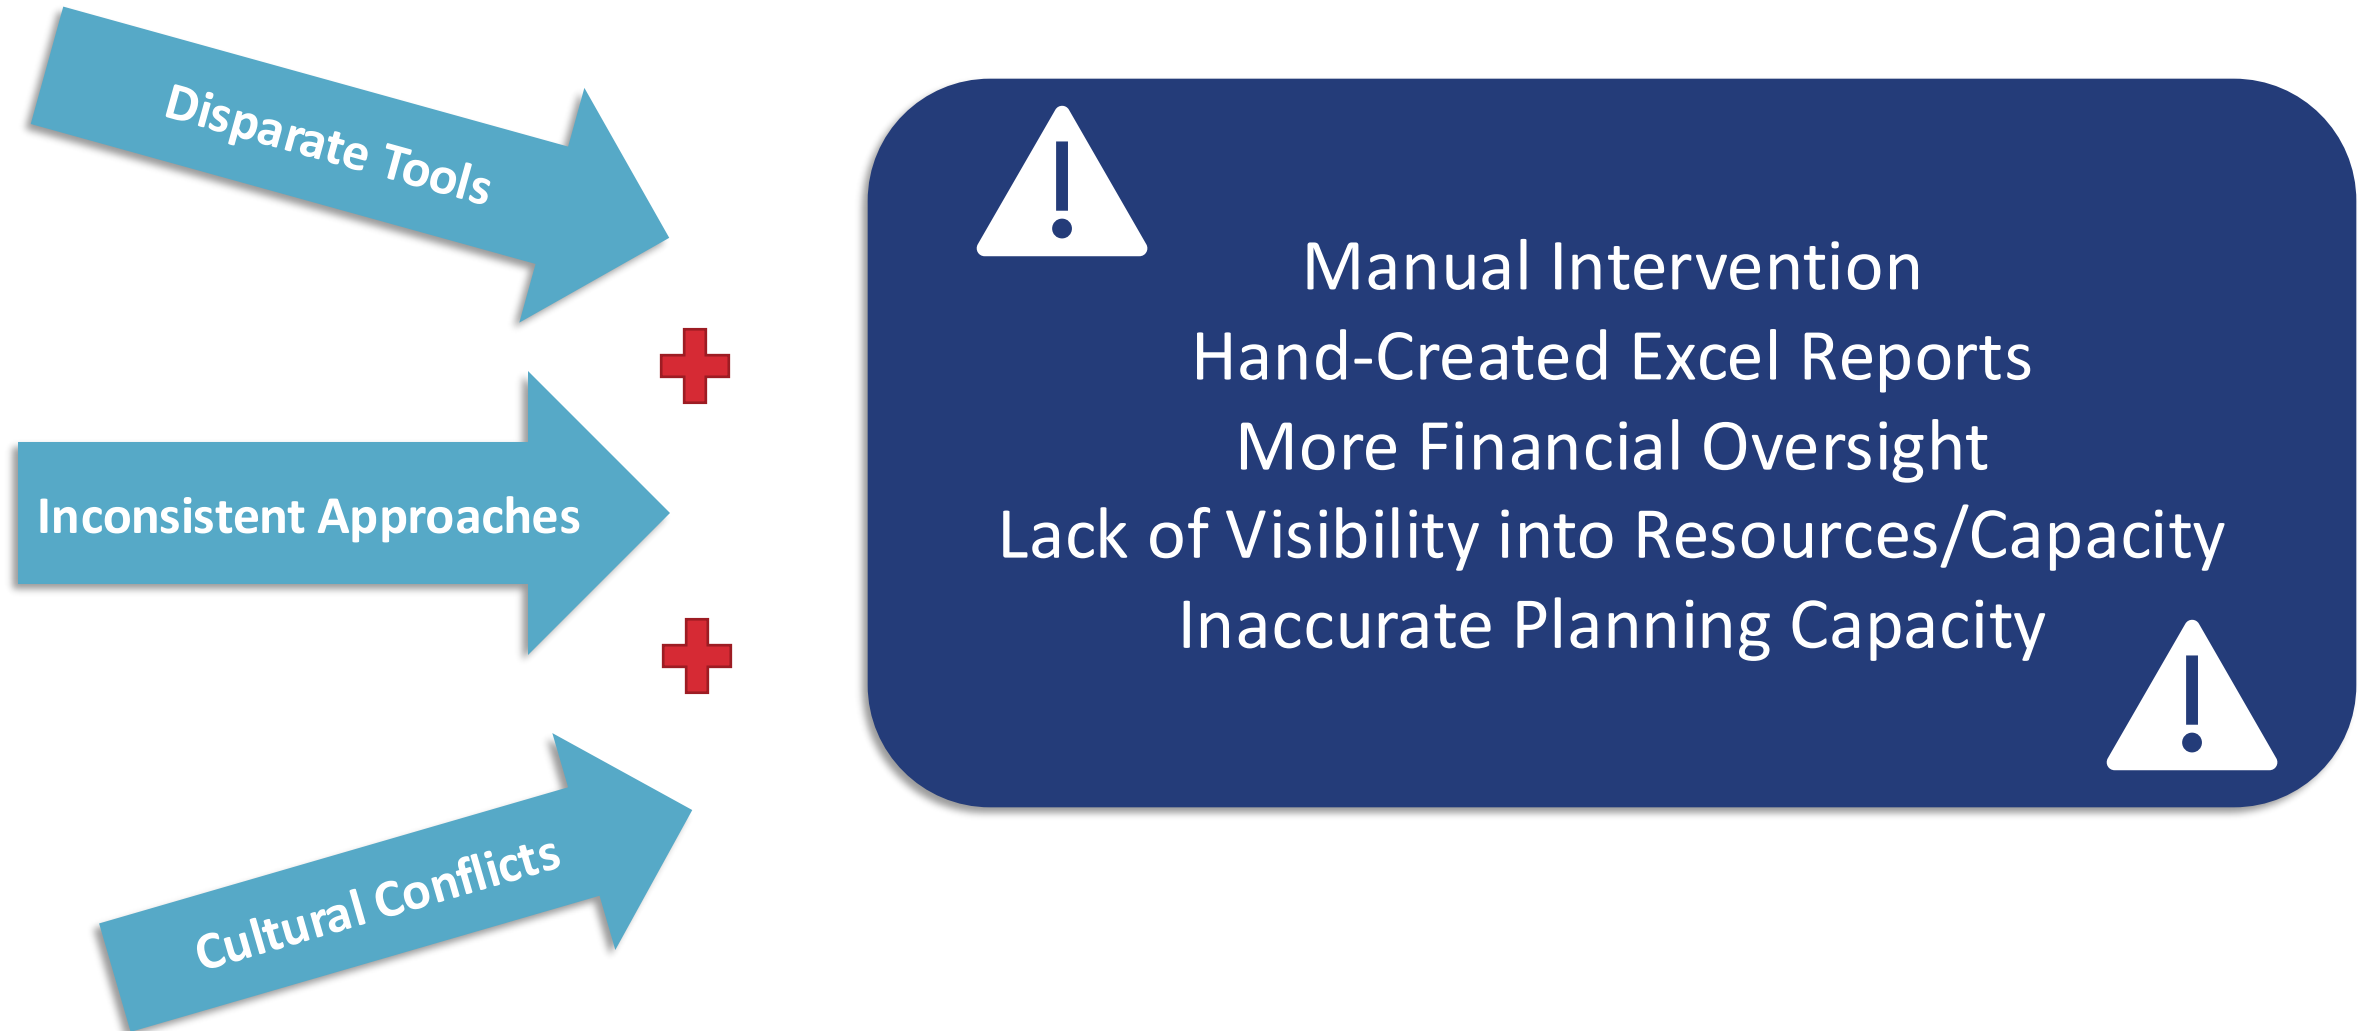 Disparate Tools
Inconsistent Approaches
Cultural Conflicts
Manual Intervention
Hand-Created Excel Reports
More Financial Oversight
Lack of Visibility into Resources/Capacity
Inaccurate Planning Capacity